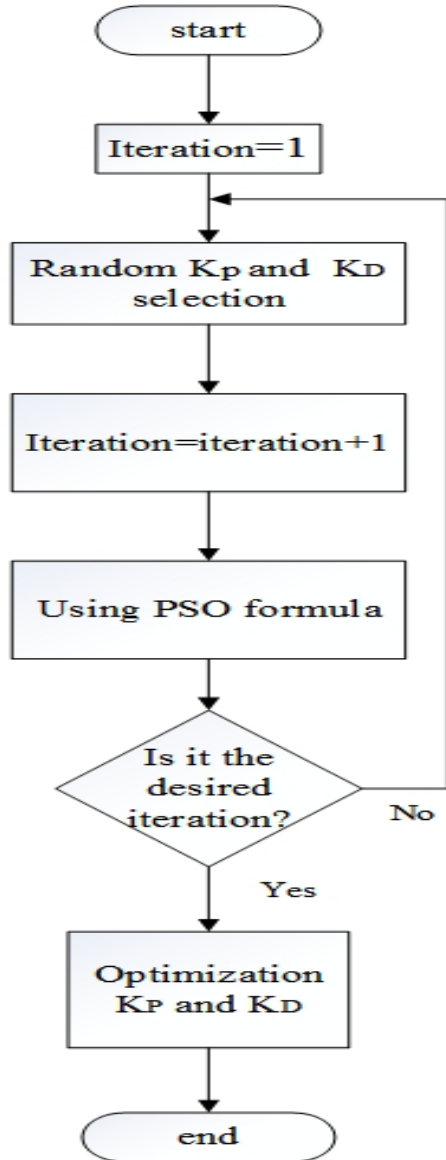 start
Iteration=1
Random KP and KD
selection
Iteration=iteration+1
Using PSO formula
Is it the
desired
iteration?
No
Yes
Optimization
KP and KD
end